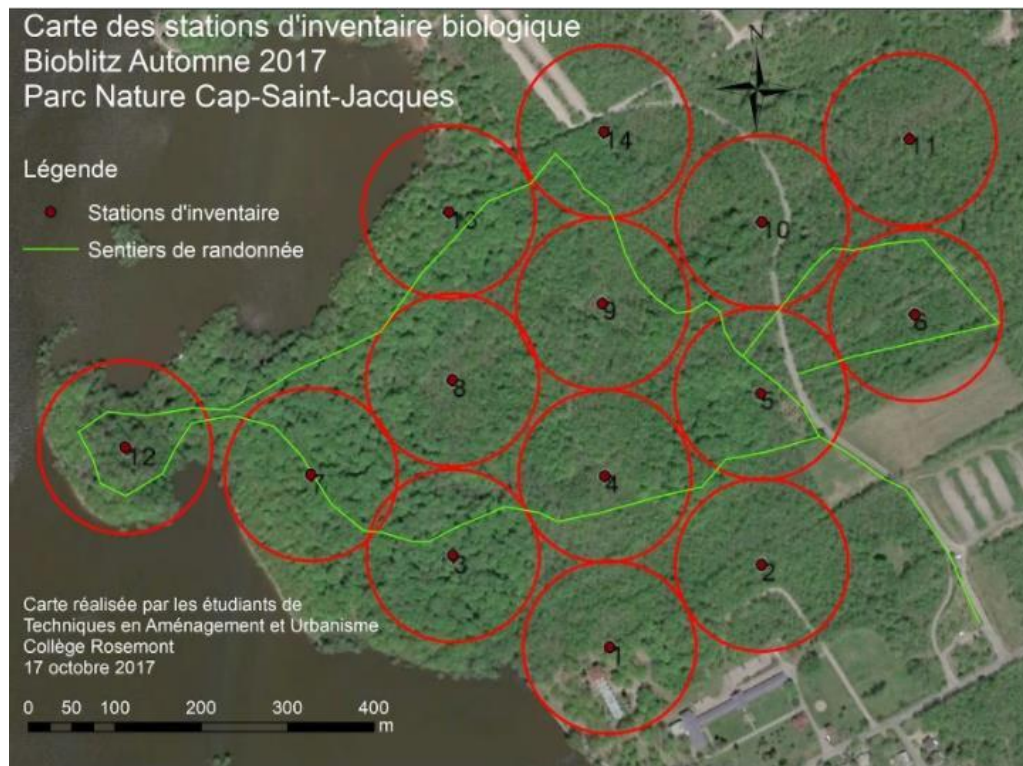 Carte des stations d'inventaire biologique
Bioblitz Automne 2017
Parc Nature Cap-Saint-Jacques
N
Légende
Stations d'inventaire
Sentiers de randonnée
14
11
13
10
9
6
8
5
12
7
4
3
2
1
Carte réalisée par les étudiants de
Techniques en Aménagement et Urbanisme
Collège Rosemont
17 octobre 2017
0 50 100 200 300 400
m